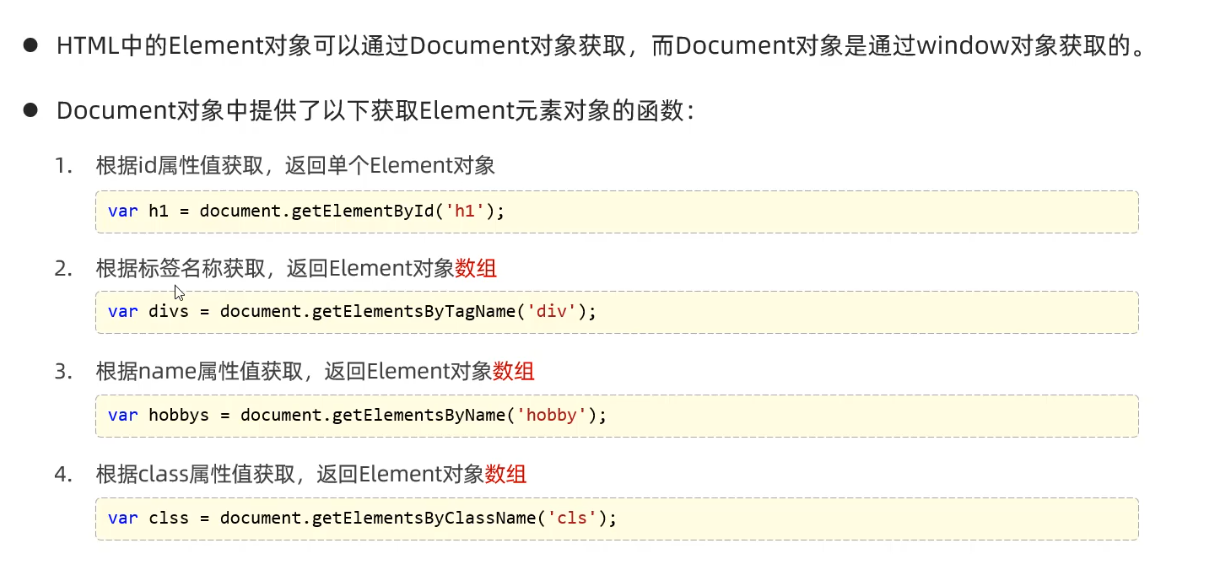 ● HTML中的Element对象可以通过Document对象获取，而Document对象是通过window对象获取的。
● Document对象中提供了以下获取Element元素对象的函数：
1. 根据id属性值获取，返回单个Element对象
var h1 = document.getElementById('h1');
2. 根据标签名称获取，返回Element对象数组
var divs = document.getElementsByTagName('div');
3. 根据name属性值获取，返回Element对象数组
var hobbys = document.getElementsByName('hobby');
4. 根据class属性值获取，返回Element对象数组
var clss = document.getElementsByClassName('cls');